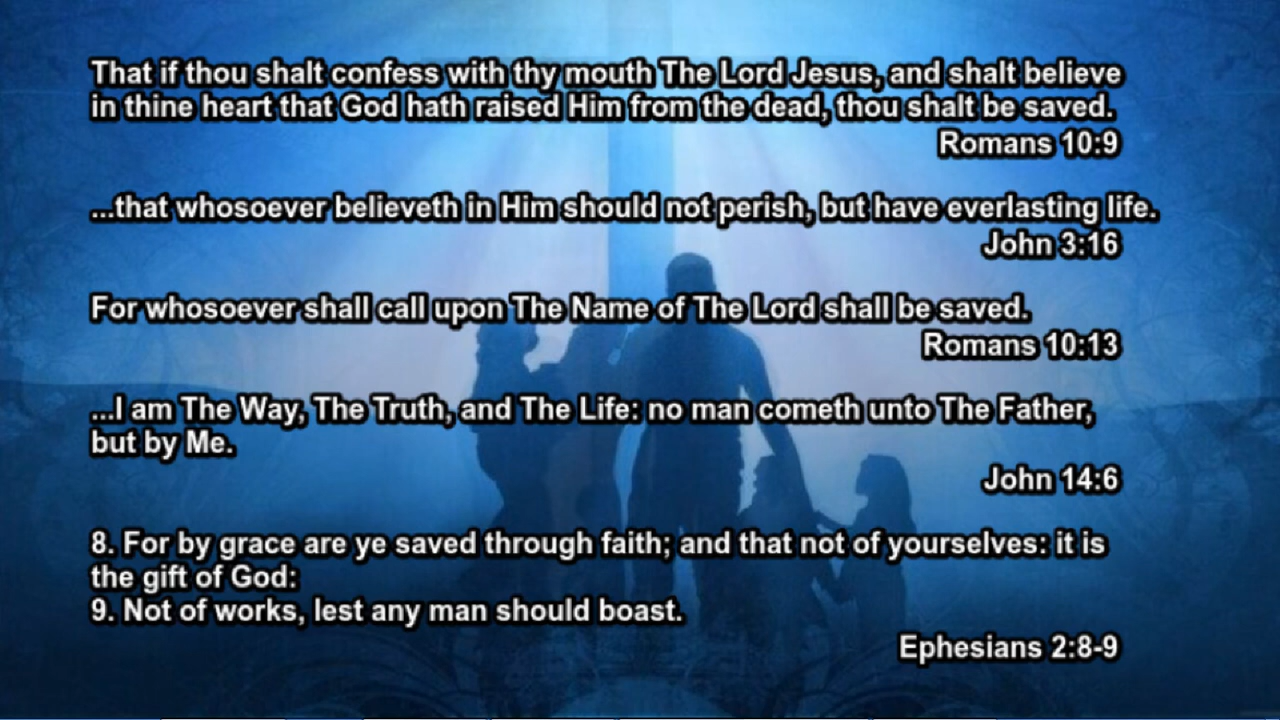 That if thou shalt confess with thy mouth The Lord Jesus, and shalt believe
in thine heart that God hath raised Him from the dead, thou shalt be saved.
Romans 10:9
...that whosoever believeth in Him should not perish, but have everlasting life.
John 3:16
For whosoever shall call upon The Name of The Lord shall be saved.
Romans 10:13
...I am The Way, The Truth, and The Life: no man cometh unto The Father,
but by Me.
John 14:6
8. For by grace are ye saved through faith; and that not of yourselves: it is
the gift of God:
9. Not of works, lest any man should boast.
Ephesians 2:8-9